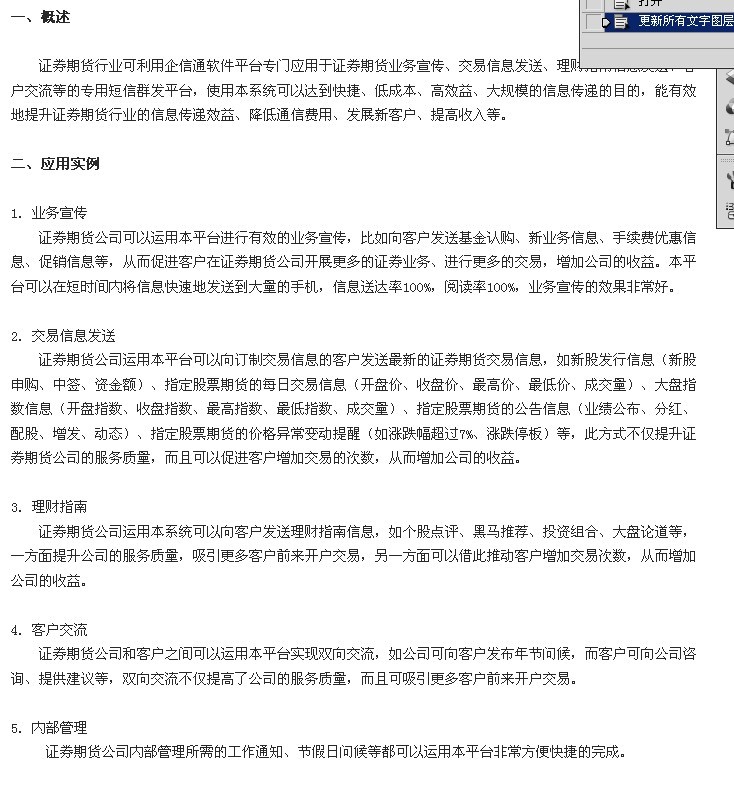 一、概述
打开
更新所有文字图层
证券期货行业可利用企信通软件平台专门应用于证券期货业务宣传、交易信息发送、理财
户交流等的专用短信群发平台，使用本系统可以达到快捷、低成本、高效益、大规模的信息传递的目的，能有效
地提升证券期货行业的信息传递效益、降低通信费用、发展新客户、提高收入等。
二、应用实例
1. 业务宣传
证券期货公司可以运用本平台进行有效的业务宣传，比如向客户发送基金认购、新业务信息、手续费优惠信
息、促销信息等，从而促进客户在证券期货公司开展更多的证券业务、进行更多的交易，增加公司的收益。本平
台可以在短时间内将信息快速地发送到大量的手机，信息送达率100%，阅读率100%，业务宣传的效果非常好。
2. 交易信息发送
证券期货公司运用本平台可以向订制交易信息的客户发送最新的证券期货交易信息，如新股发行信息（新股
申购、中签、资金额）、指定股票期货的每日交易信息（开盘价、收盘价、最高价、最低价、成交量）、大盘指
数信息（开盘指数、收盘指数、最高指数、最低指数、成交量）、指定股票期货的公告信息（业绩公布、分红、
配股、增发、动态）、指定股票期货的价格异常变动提醒（如涨跌幅超过7%、涨跌停板）等，此方式不仅提升证
券期货公司的服务质量，而且可以促进客户增加交易的次数，从而增加公司的收益。
3. 理财指南
证券期货公司运用本系统可以向客户发送理财指南信息，如个股点评、黑马推荐、投资组合、大盘论道等，
一方面提升公司的服务质量，吸引更多客户前来开户交易，另一方面可以借此推动客户增加交易次数，从而增加
公司的收益。
4. 客户交流
证券期货公司和客户之间可以运用本平台实现双向交流，如公司可向客户发布年节问候，而客户可向公司咨
询、提供建议等，双向交流不仅提高了公司的服务质量，而且可吸引更多客户前来开户交易。
5. 内部管理
证券期货公司内部管理所需的工作通知、节假日问候等都可以运用本平台非常方便快捷的完成。